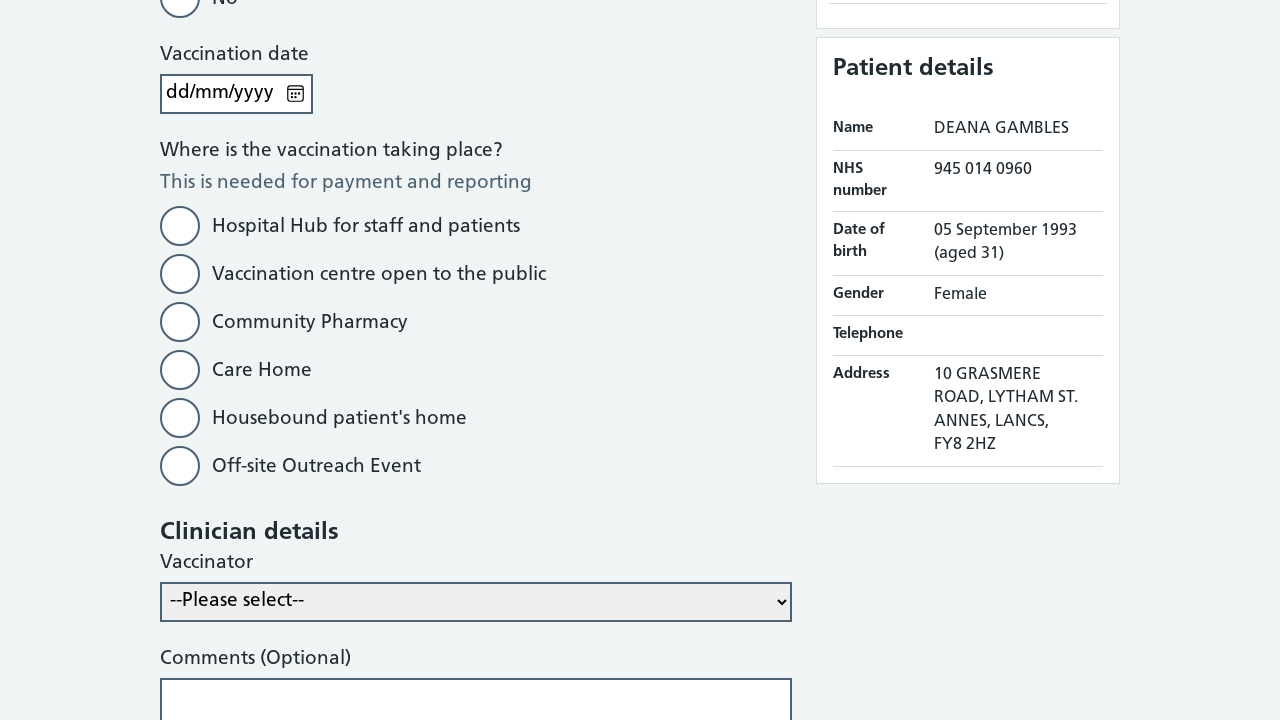 No
Vaccination date
dd/mm/yyyy
Where is the vaccination taking place?
This is needed for payment and reporting
Hospital Hub for staff and patients
Vaccination centre open to the public
Community Pharmacy
Care Home
Housebound patient's home
Off-site Outreach Event
Clinician details
Vaccinator
--Please select--
Comments (Optional)
Patient details
Name DEANA GAMBLES
NHS number 945 014 0960
Date of birth 05 September 1993 (aged 31)
Gender Female
Telephone
Address 10 GRASMERE
ROAD, LYTHAM ST.
ANNES, LANCS,
FY8 2HZ